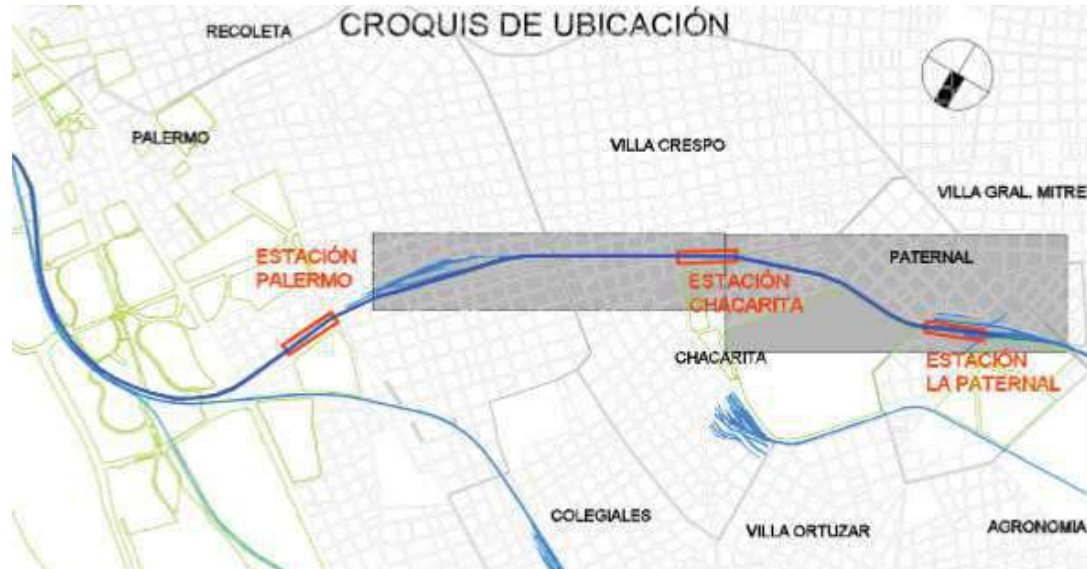 RECOLETA
CROQUIS DE UBICACIÓN
PALERMO
VILLA CRESPO
VILLA GRAL. MITRE
ESTACIÓN
PALERMO
PATERNAL
ESTACIÓN
CHACARITA
CHACARITA
ESTACIÓN
LA PATERNAL
COLEGIALES
VILLA ORTUZAR
AGRONOMIA